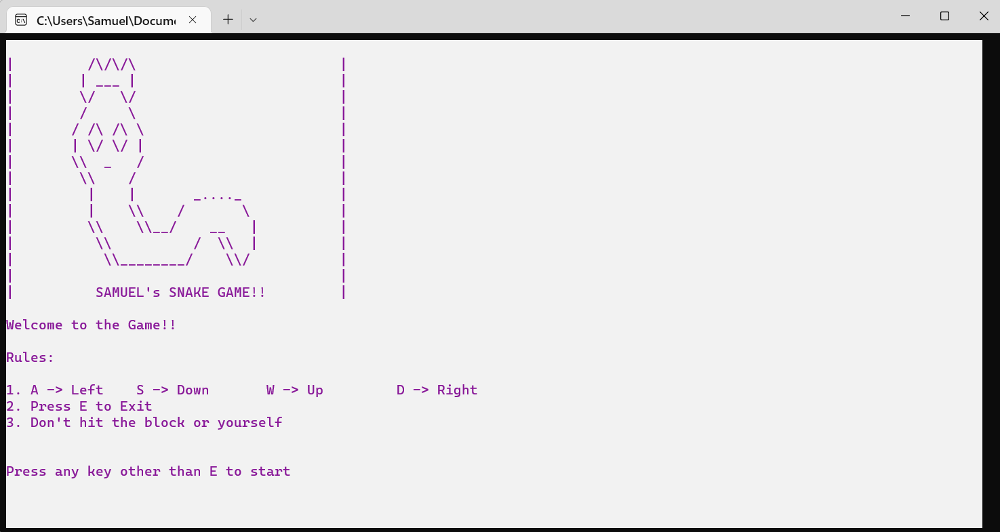 C:\Users\Samuel\Docume
SAMUEL's SNAKE GAME!!
Welcome to the Game!!
Rules:
1. A -> Left    S -> Down       W -> Up         D -> Right
2. Press E to Exit
3. Don't hit the block or yourself
Press any key other than E to start